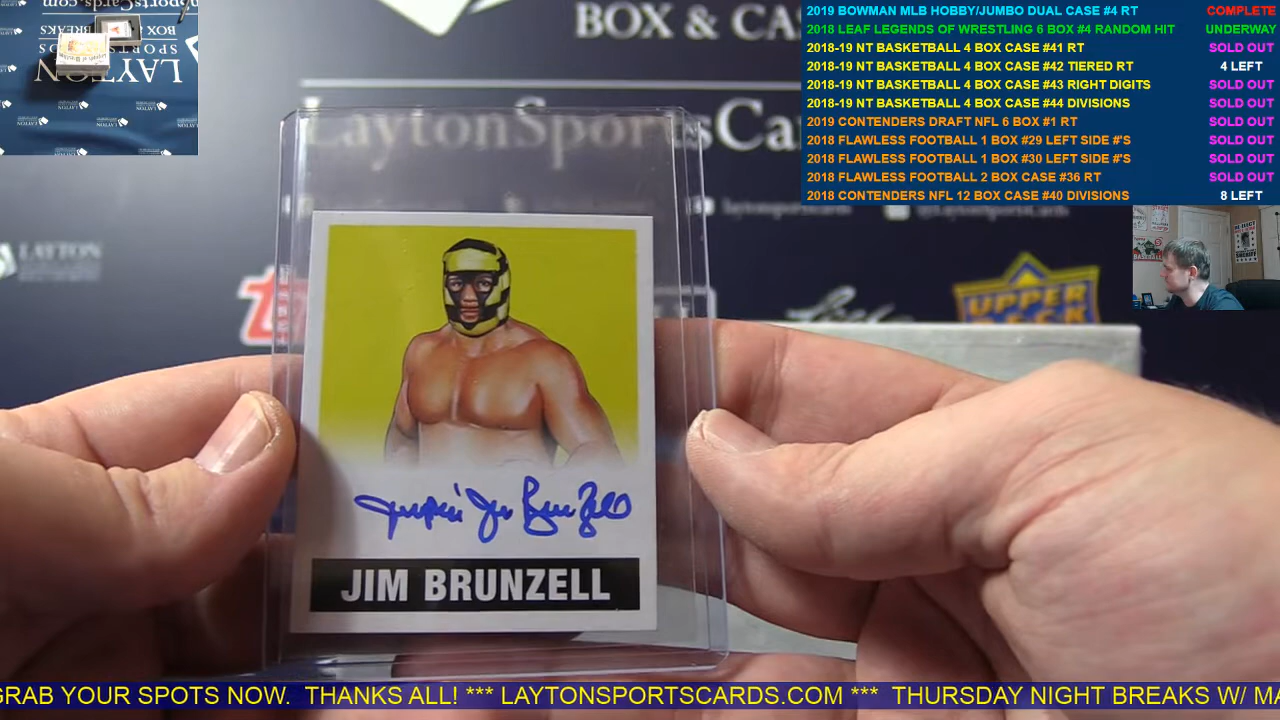 2019 BOWMAN MLB HOBBY/JUMBO DUAL CASE #4 RT COMPLETE
2018 LEAF LEGENDS OF WRESTLING 6 BOX #4 RANDOM HIT UNDERWAY
2018-19 NT BASKETBALL 4 BOX CASE #41 RT SOLD OUT
2018-19 NT BASKETBALL 4 BOX CASE #42 TIERED RT 4 LEFT
2018-19 NT BASKETBALL 4 BOX CASE #43 RIGHT DIGITS SOLD OUT
2018-19 NT BASKETBALL 4 BOX CASE #44 DIVISIONS SOLD OUT
2019 CONTENDERS DRAFT NFL 6 BOX #1 RT SOLD OUT
2018 FLAWLESS FOOTBALL 1 BOX #29 LEFT SIDE #'S SOLD OUT
2018 FLAWLESS FOOTBALL 1 BOX #30 LEFT SIDE #'S SOLD OUT
2018 FLAWLESS FOOTBALL 2 BOX CASE #36 RT SOLD OUT
2018 CONTENDERS NFL 12 BOX CASE #40 DIVISIONS 8 LEFT
BOX & CA
LaytonSportsCa
LAYTON
UPPER
DECK
Jumpin' Jim Brunzell
JIM BRUNZELL
GRAB YOUR SPOTS NOW. THANKS ALL! *** LAYTONSPORTSCARDS.COM *** THURSDAY NIGHT BREAKS W/ MA